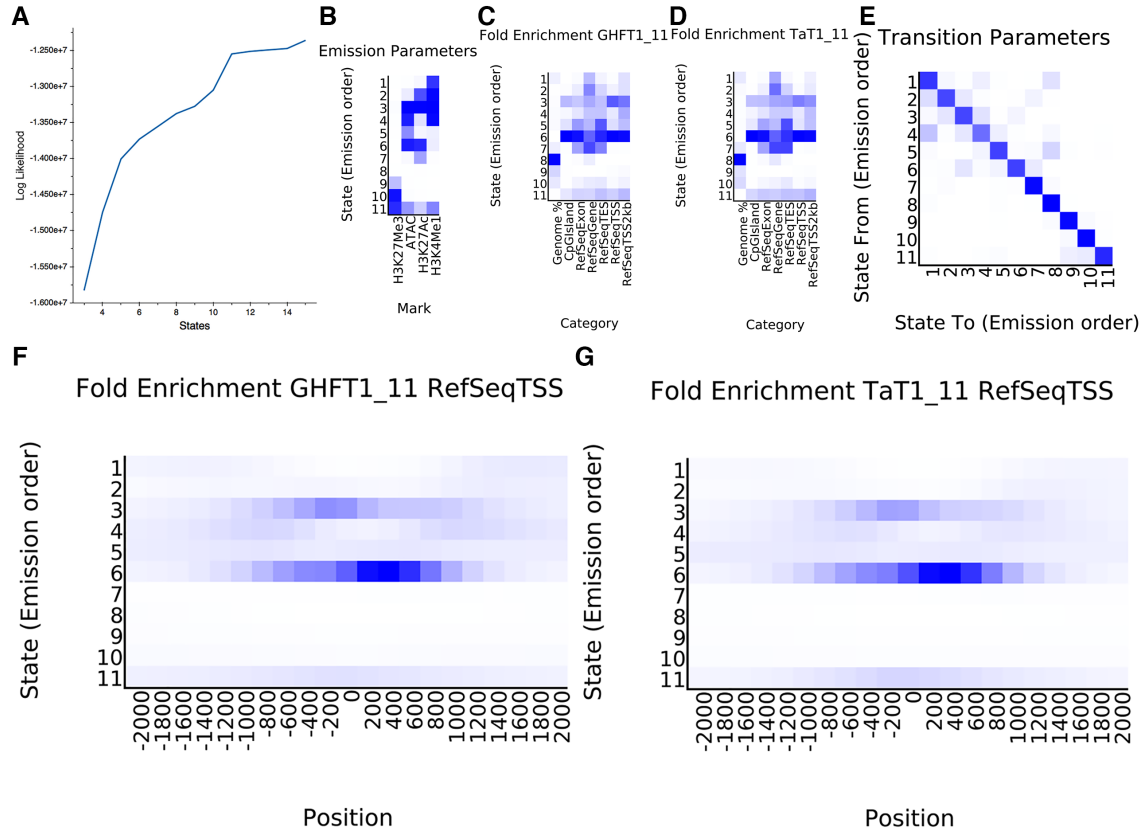 A
-1.250e+7
-1.300e+7
-1.350e+7
-1.400e+7
-1.450e+7
-1.500e+7
-1.550e+7
-1.600e+7
Log Likelihood
4 6 8 10 12 14
States
B
Emission Parameters
State (Emission order)
1
2
3
4
5
6
7
8
9
10
11
H3K27Me3
ATAC
H3K27Ac
H3K4Me1
Mark
C
Fold Enrichment GHFT1_11
State (Emission order)
1
2
3
4
5
6
7
8
9
10
11
Genome %
CpGIsland
RefSeqExon
RefSeqGene
RefSeqTES
RefSeqTSS
RefSeqTSS2kb
Category
D
Fold Enrichment TaT1_11
State (Emission order)
1
2
3
4
5
6
7
8
9
10
11
Genome %
CpGIsland
RefSeqExon
RefSeqGene
RefSeqTES
RefSeqTSS
RefSeqTSS2kb
Category
E
Transition Parameters
State From (Emission order)
1
2
3
4
5
6
7
8
9
10
11
1 2 3 4 5 6 7 8 9 10 11
State To (Emission order)
F
Fold Enrichment GHFT1_11 RefSeqTSS
State (Emission order)
1
2
3
4
5
6
7
8
9
10
11
-2000 -1800 -1600 -1400 -1200 -1000 -800 -600 -400 -200 0 200 400 600 800 1000 1200 1400 1600 1800 2000
Position
G
Fold Enrichment TaT1_11 RefSeqTSS
State (Emission order)
1
2
3
4
5
6
7
8
9
10
11
-2000 -1800 -1600 -1400 -1200 -1000 -800 -600 -400 -200 0 200 400 600 800 1000 1200 1400 1600 1800 2000
Position